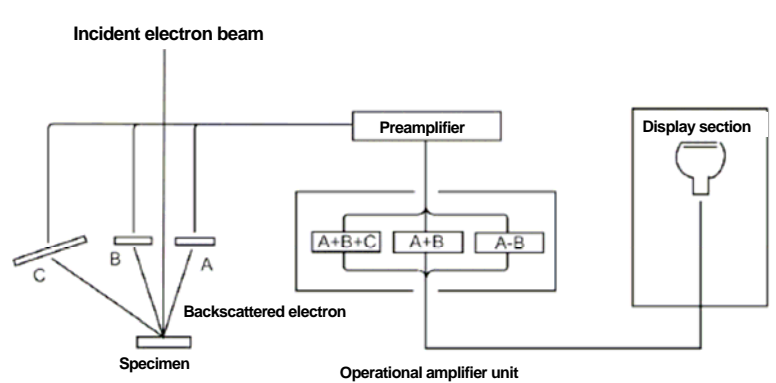 Incident electron beam
Preamplifier
Display section
A+B+C
A+B
A-B
C
B
A
Backscattered electron
Specimen
Operational amplifier unit